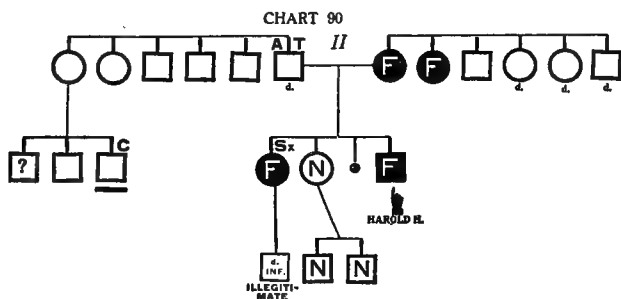 CHART 90
II
A T
F F
d. d. d. d.
C
Sx
? F N F
HAROLD H.
d.
INF. N N
ILLEGITI-
MATE